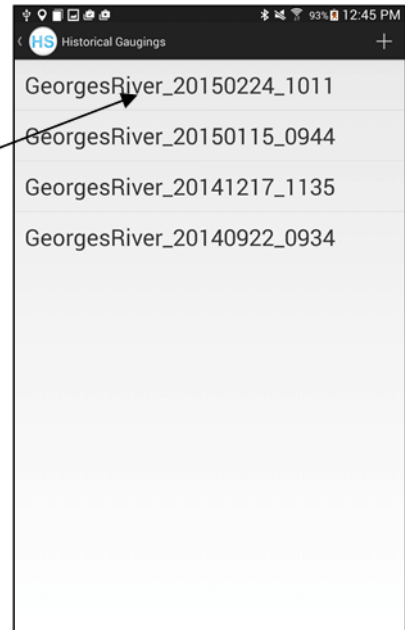 93% 12:45 PM
HS Historical Gaugings +
GeorgesRiver_20150224_1011
GeorgesRiver_20150115_0944
GeorgesRiver_20141217_1135
GeorgesRiver_20140922_0934